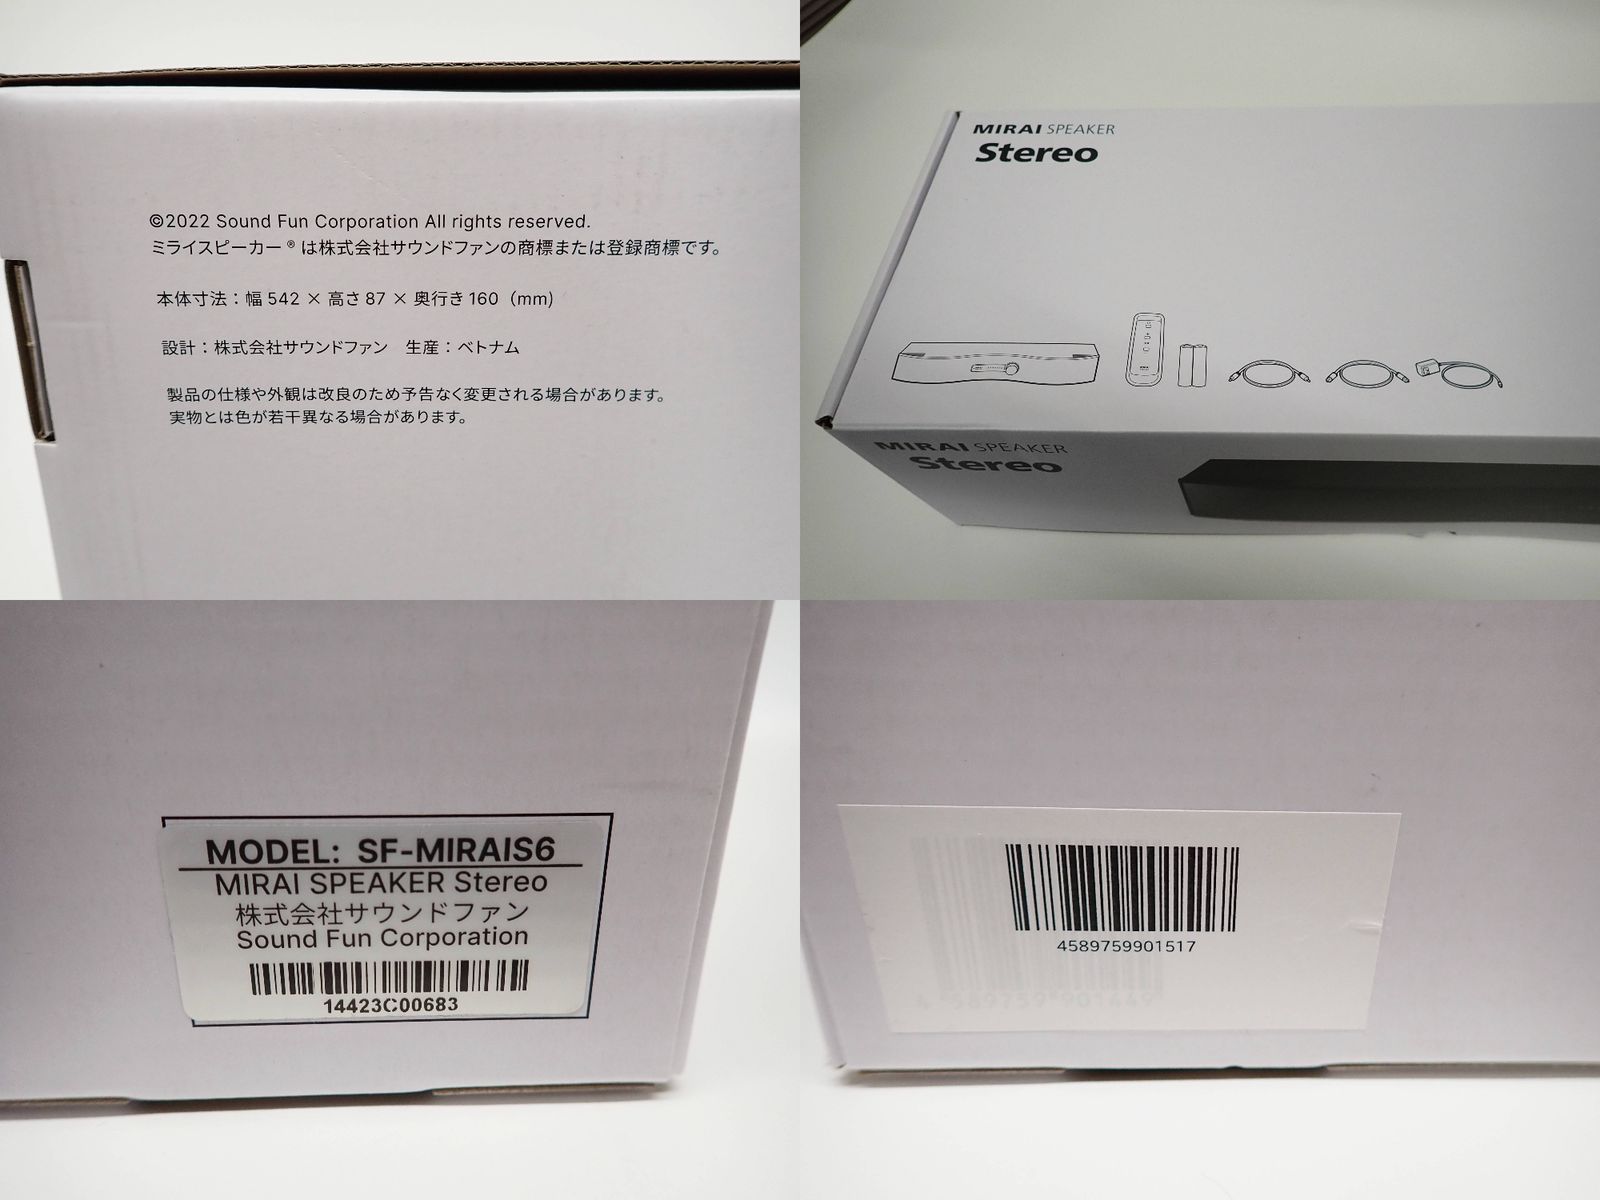 ©2022 Sound Fun Corporation All rights reserved.
ミライスピーカー®は株式会社サウンドファンの商標または登録商標です。
本体寸法：幅 542 × 高さ 87 × 奥行き 160（mm)
設計：株式会社サウンドファン　生産：ベトナム
製品の仕様や外観は改良のため予告なく変更される場合があります。
実物とは色が若干異なる場合があります。
MIRAI SPEAKER
Stereo
MIRAI SPEAKER
Stereo
MODEL: SF-MIRAIS6
MIRAI SPEAKER Stereo
株式会社サウンドファン
Sound Fun Corporation
14423C00683
4589759901517
4589759901449